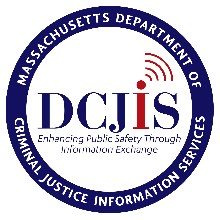 MASSACHUSETTS DEPARTMENT OF
DCJiS
Enhancing Public Safety Through
Information Exchange
CRIMINAL JUSTICE INFORMATION SERVICES